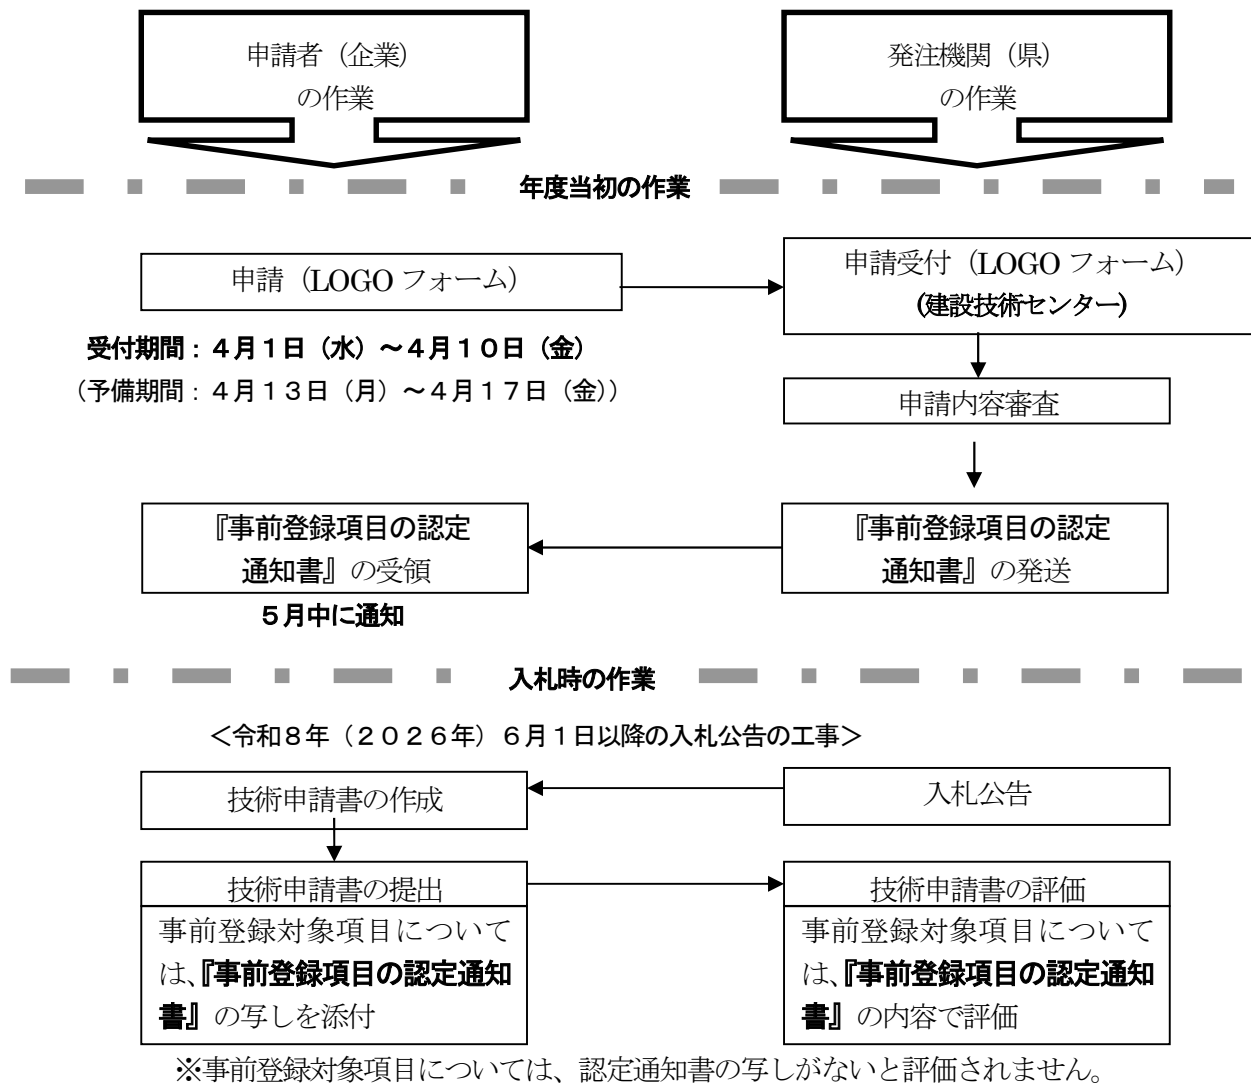 申請者（企業）
の作業
発注機関（県）
の作業
年度当初の作業
申請（LOGO フォーム）
申請受付（LOGO フォーム）
(建設技術センター)
受付期間：４月１日（水）～４月１０日（金）
（予備期間：４月１３日（月）～４月１７日（金））
申請内容審査
『事前登録項目の認定
通知書』の受領
『事前登録項目の認定
通知書』の発送
５月中に通知
入札時の作業
＜令和８年（２０２６年）６月１日以降の入札公告の工事＞
技術申請書の作成
入札公告
技術申請書の提出
事前登録対象項目について
は、『事前登録項目の認定通知
書』の写しを添付
技術申請書の評価
事前登録対象項目について
は、『事前登録項目の認定通知
書』の内容で評価
※事前登録対象項目については、認定通知書の写しがないと評価されません。